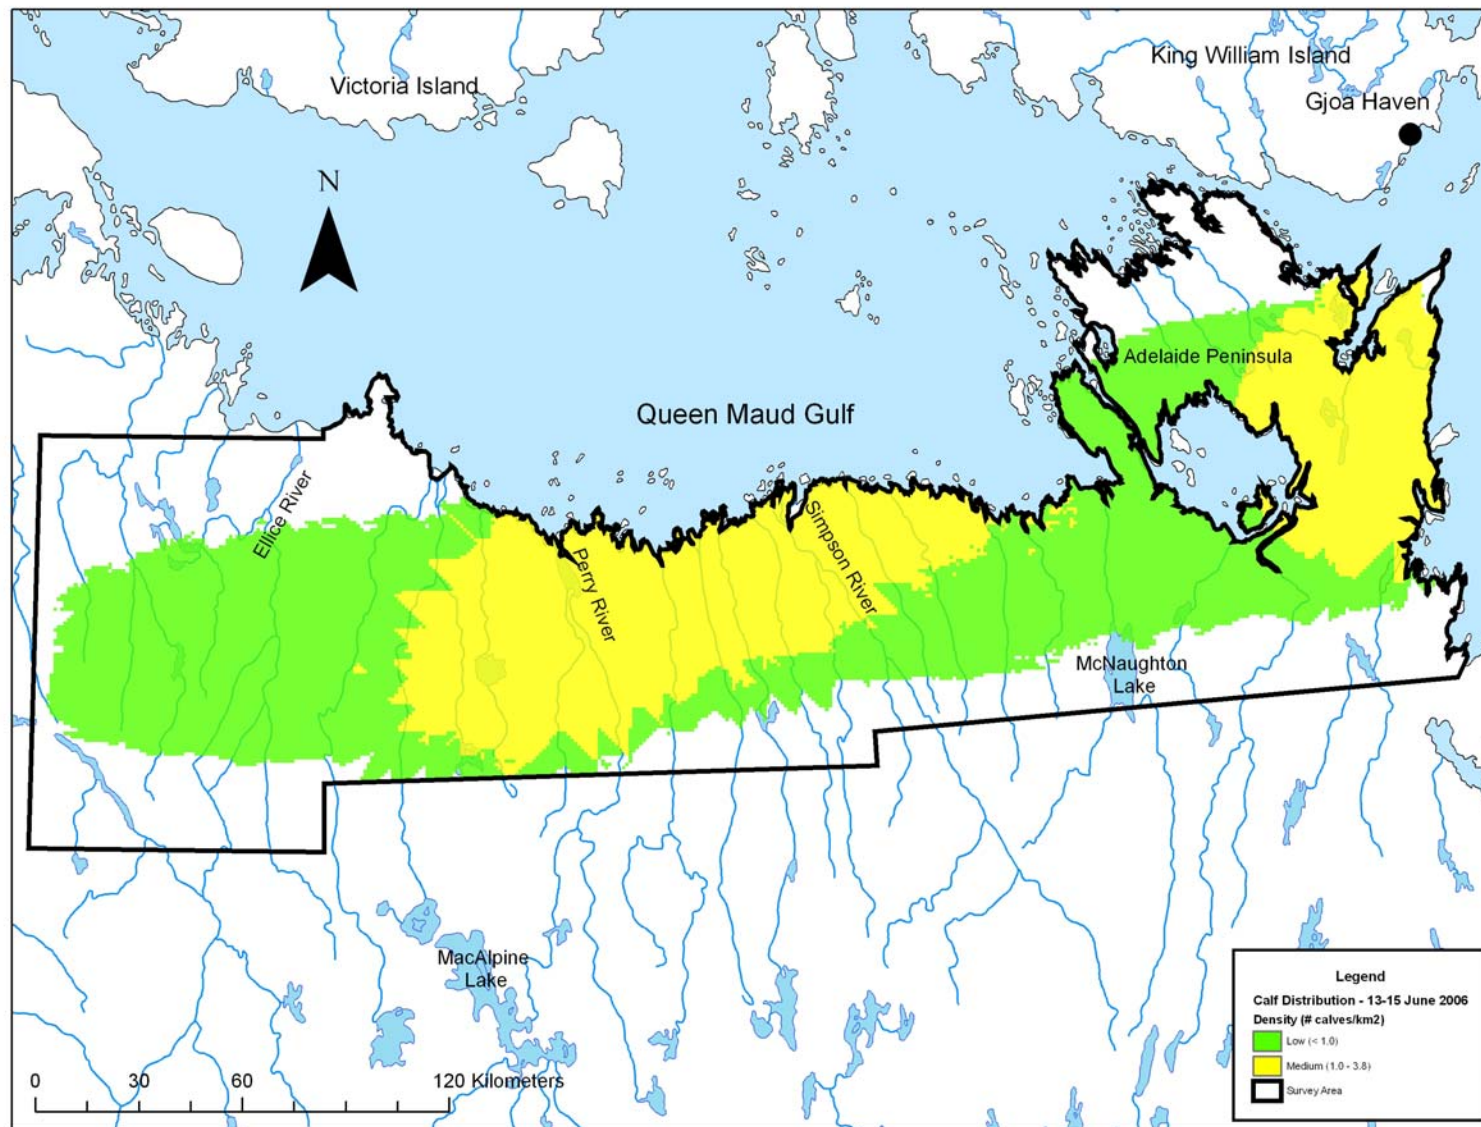 King William Island
Victoria Island
Gjoa Haven
N
Adelaide Peninsula
Queen Maud Gulf
Ellice River
Perry River
Simpson River
McNaughton
Lake
MacAlpine
Lake
Legend
Calf Distribution - 13-15 June 2006
Density (# calves/km2)
Low (< 1.0)
Medium (1.0 - 3.8)
Survey Area
0 30 60 120 Kilometers